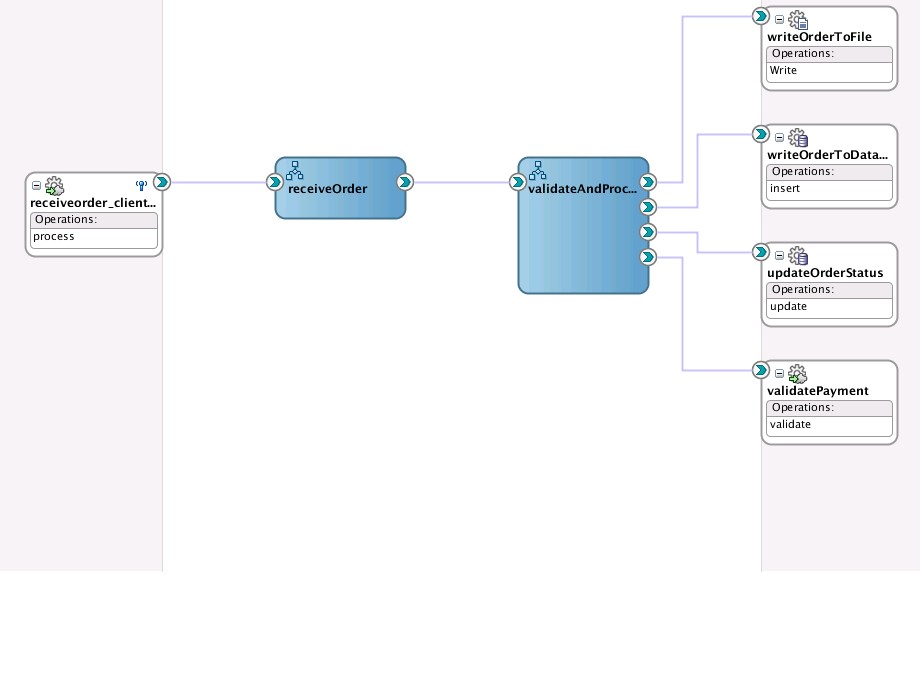 receiveorder_client...
Operations:
process
receiveOrder
validateAndProc...
writeOrderToFile
Operations:
Write
writeOrderToData...
Operations:
insert
updateOrderStatus
Operations:
update
validatePayment
Operations:
validate